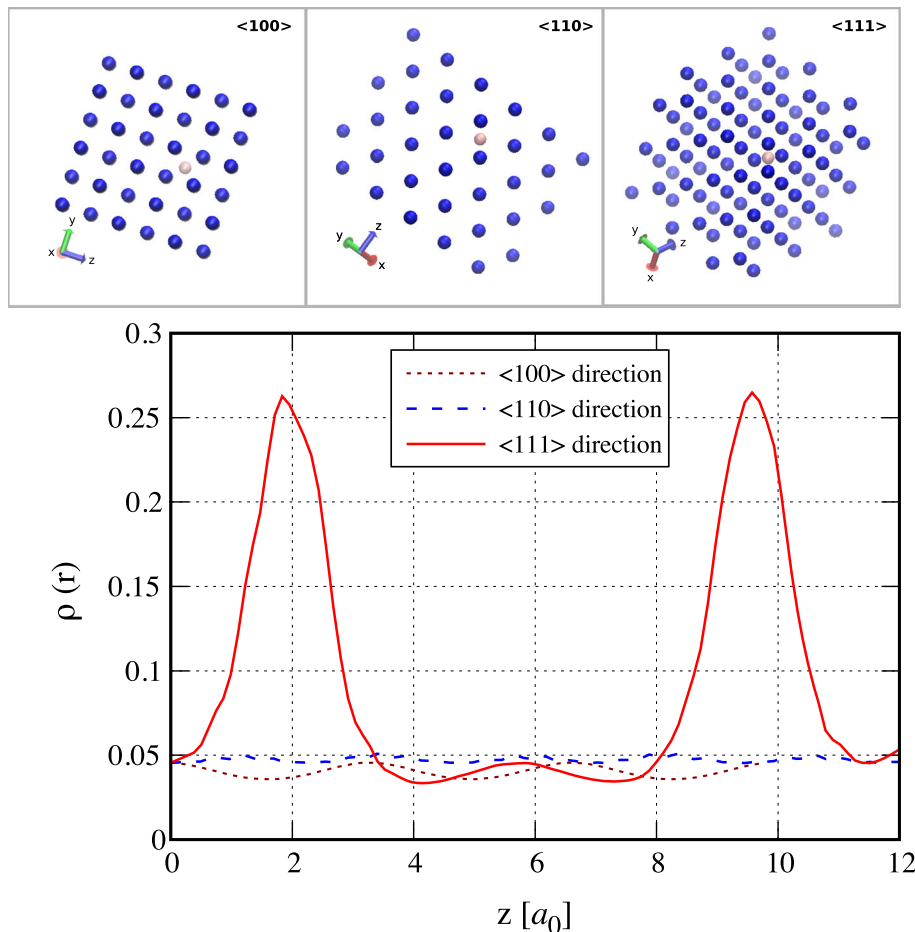 <100>
<110>
<111>
y
x
z
y
z
x
y
z
x
0.3
0.25
0.2
0.15
0.1
0.05
0
ρ (r)
<100> direction
<110> direction
<111> direction
0 2 4 6 8 10 12
z [a0]